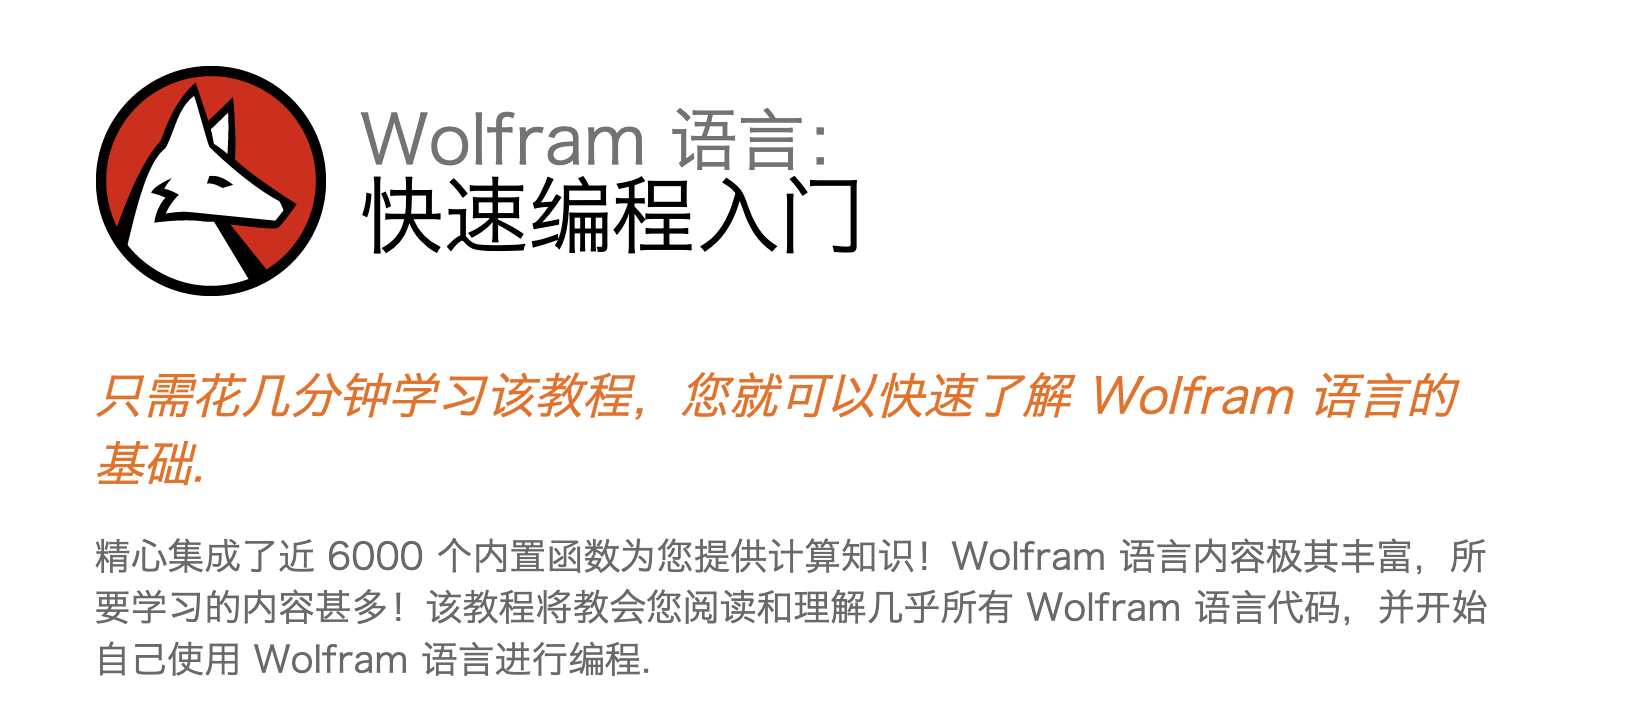 Wolfram 语言:
快速编程入门
只需花几分钟学习该教程，您就可以快速了解 Wolfram 语言的
基础.
精心集成了近 6000 个内置函数为您提供计算知识！Wolfram 语言内容极其丰富，所
要学习的内容甚多！该教程将教会您阅读和理解几乎所有 Wolfram 语言代码，并开始
自己使用 Wolfram 语言进行编程.